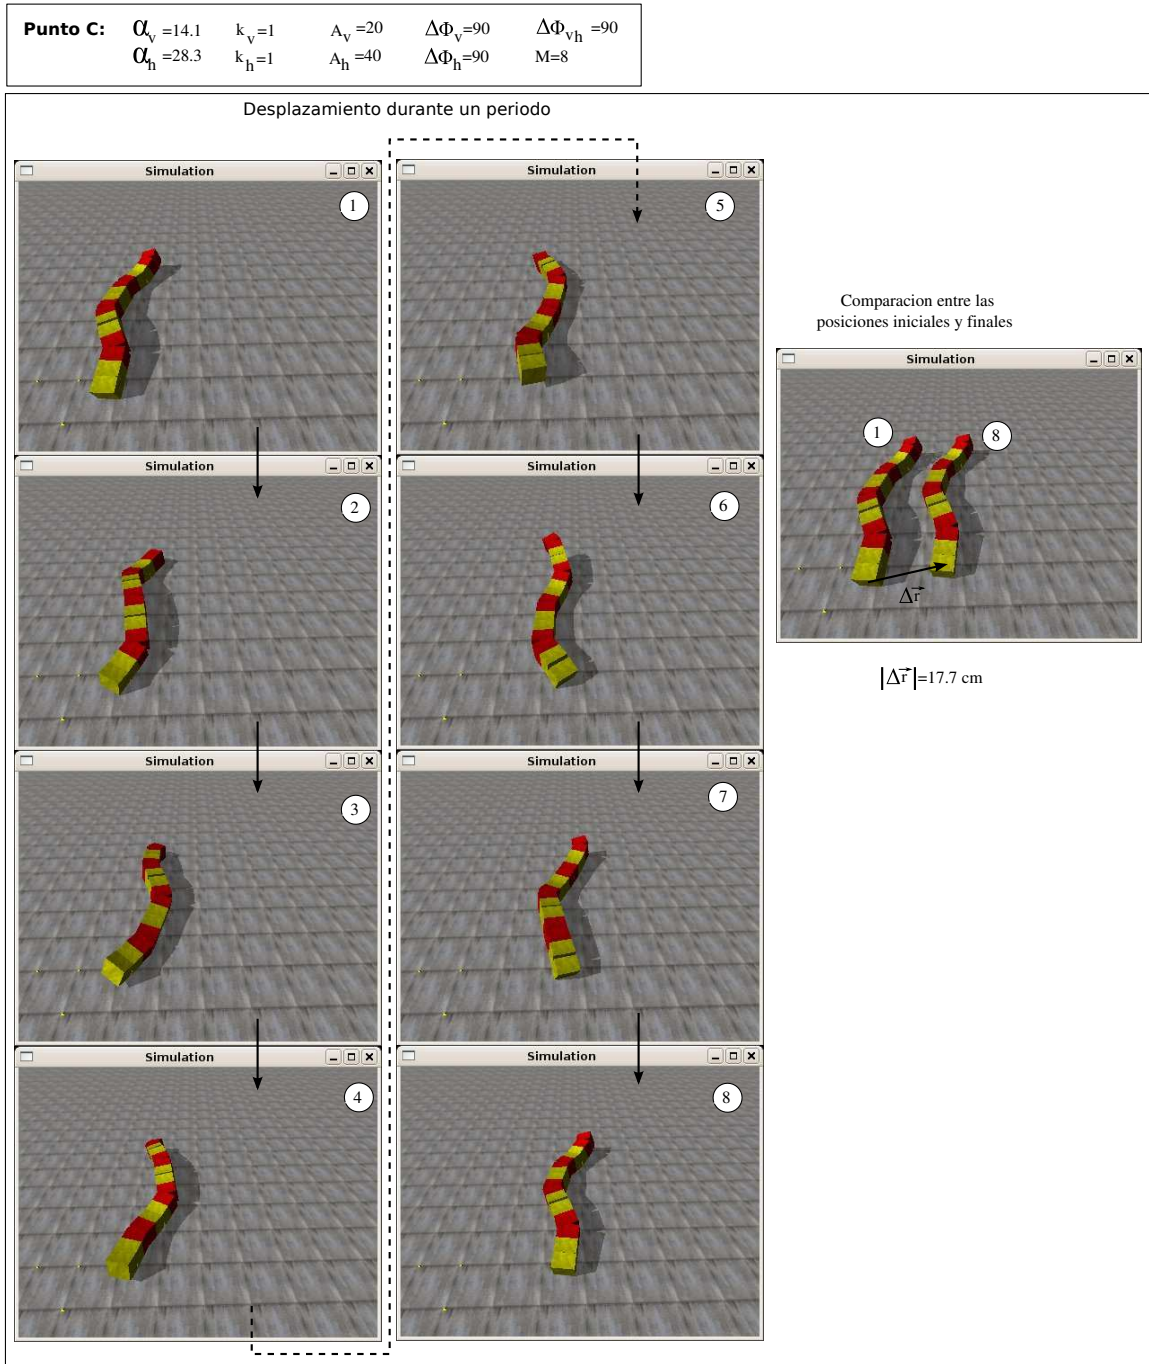 Punto C: αv =14.1 kv=1 Av =20 ΔΦv=90 ΔΦvh =90
αh =28.3 kh=1 Ah =40 ΔΦh=90 M=8
Desplazamiento durante un periodo
Simulation
1
Simulation
2
Simulation
3
Simulation
4
Simulation
5
Simulation
6
Simulation
7
Simulation
8
Comparacion entre las
posiciones iniciales y finales
Simulation
1 8
Δr⃗
|Δr⃗|=17.7 cm